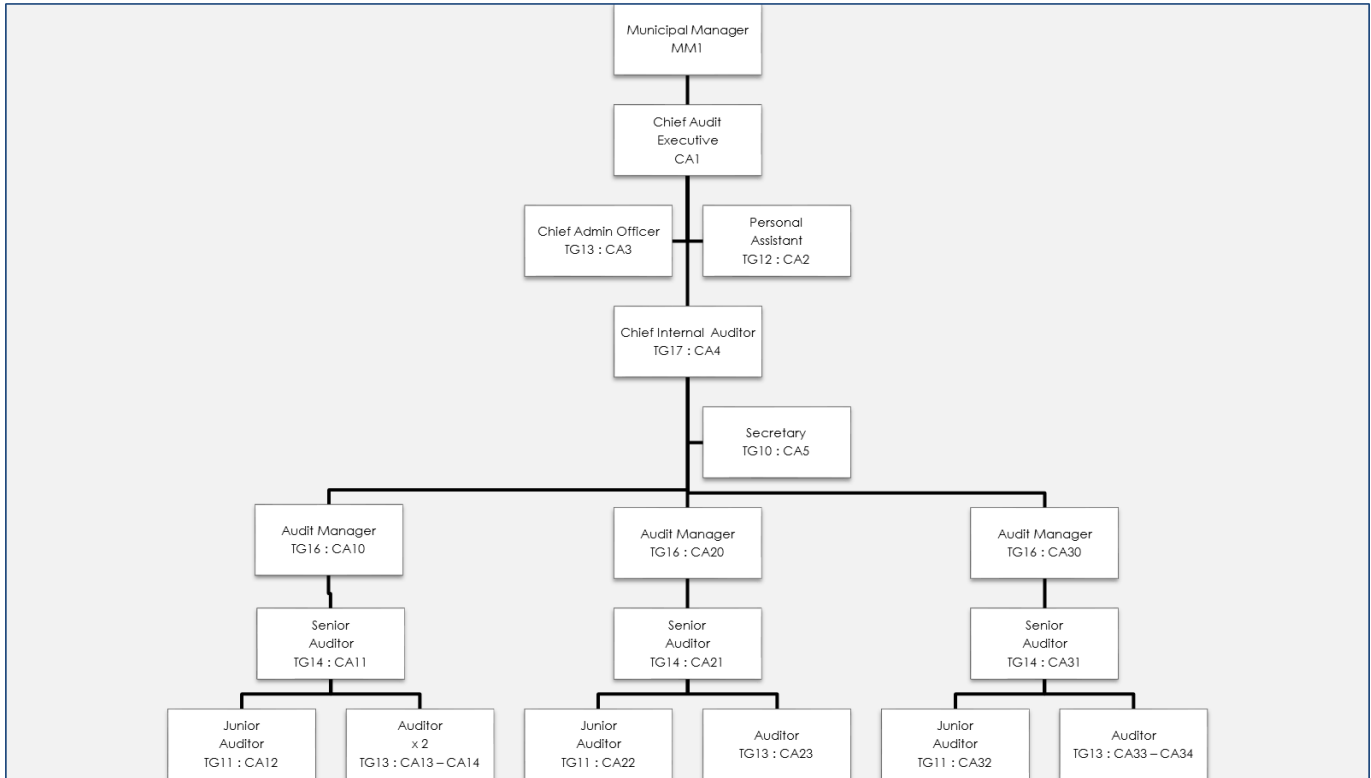 Municipal Manager
MM1
Chief Audit
Executive
CA1
Chief Admin Officer
TG13 : CA3
Personal
Assistant
TG12 : CA2
Chief Internal Auditor
TG17 : CA4
Secretary
TG10 : CA5
Audit Manager
TG16 : CA10
Audit Manager
TG16 : CA20
Audit Manager
TG16 : CA30
Senior
Auditor
TG14 : CA11
Senior
Auditor
TG14 : CA21
Senior
Auditor
TG14 : CA31
Junior
Auditor
TG11 : CA12
Auditor
x 2
TG13 : CA13 – CA14
Junior
Auditor
TG11 : CA22
Auditor
TG13 : CA23
Junior
Auditor
TG11 : CA32
Auditor
TG13 : CA33 – CA34